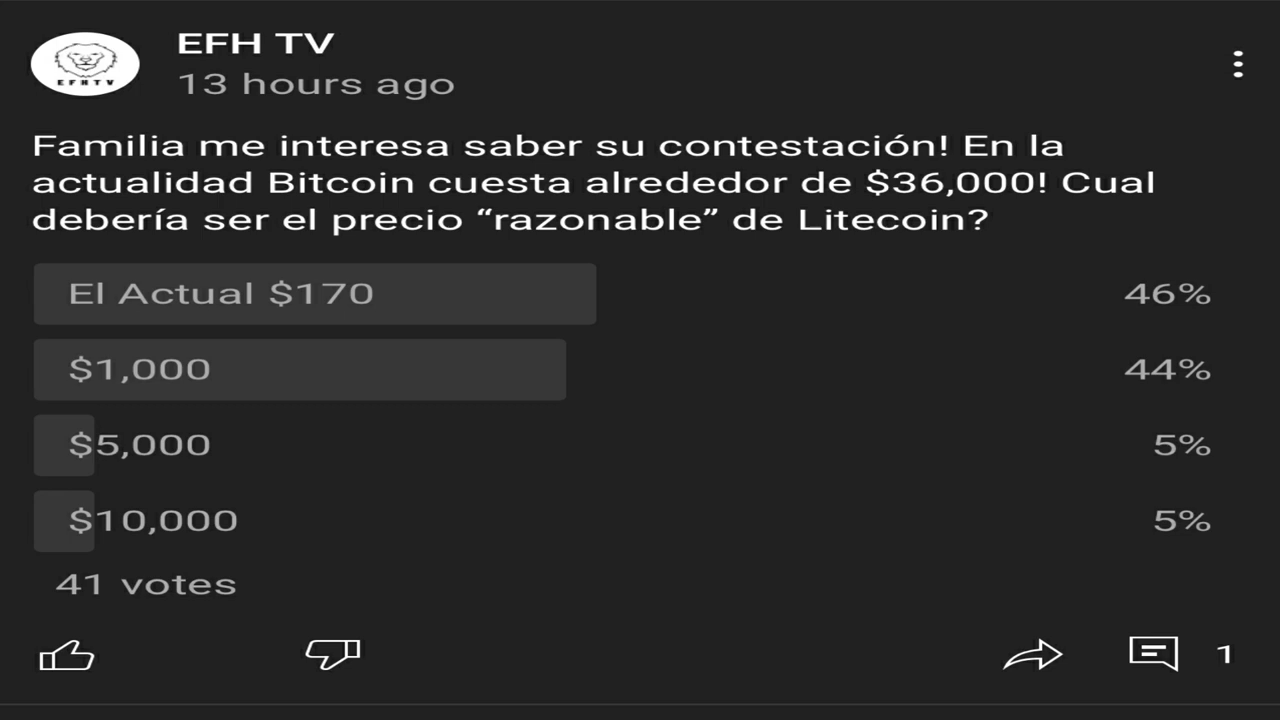 EFH TV
13 hours ago
EFHTV
Familia me interesa saber su contestación! En la
actualidad Bitcoin cuesta alrededor de $36,000! Cual
debería ser el precio “razonable” de Litecoin?
El Actual $170 46%
$1,000 44%
$5,000 5%
$10,000 5%
41 votes
1